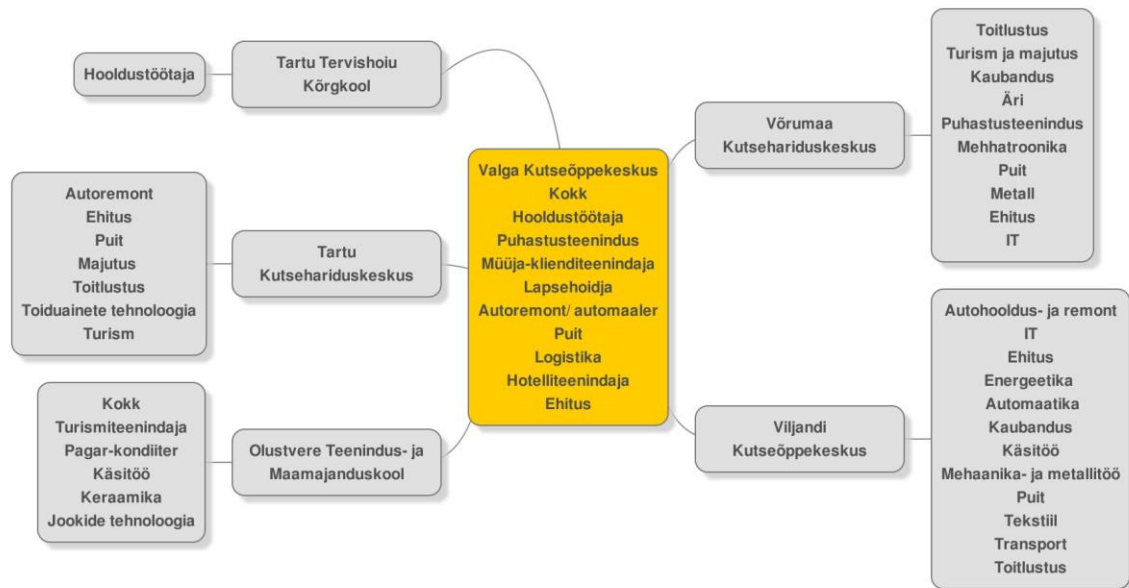 Hooldustöötaja
Tartu Tervishoiu
Kõrgkool
Autoremont
Ehitus
Puit
Majutus
Toitlustus
Toiduainete tehnoloogia
Turism
Tartu
Kutsehariduskeskus
Kokk
Turismiteenindaja
Pagar-kondiiter
Käsitöö
Keraamika
Jookide tehnoloogia
Olustvere Teenindus- ja
Maamajanduskool
Valga Kutseõppekeskus
Kokk
Hooldustöötaja
Puhastusteenindus
Müüja-klienditeenindaja
Lapsehoidja
Autoremont/ automaaler
Puit
Logistika
Hotelliteenindaja
Ehitus
Võrumaa
Kutsehariduskeskus
Toitlustus
Turism ja majutus
Kaubandus
Äri
Puhastusteenindus
Mehhatroonika
Puit
Metall
Ehitus
IT
Viljandi
Kutseõppekeskus
Autohooldus- ja remont
IT
Ehitus
Energeetika
Automaatika
Kaubandus
Käsitöö
Mehaanika- ja metallitöö
Puit
Tekstiil
Transport
Toitlustus